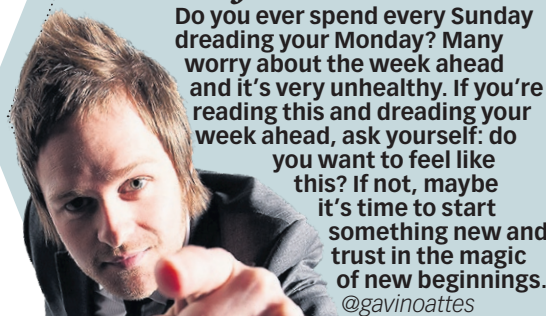 Do you ever spend every Sunday
dreading your Monday? Many
worry about the week ahead
and it's very unhealthy. If you're
reading this and dreading your
week ahead, ask yourself: do
you want to feel like
this? If not, maybe
it's time to start
something new and
trust in the magic
of new beginnings.
@gavinoattes